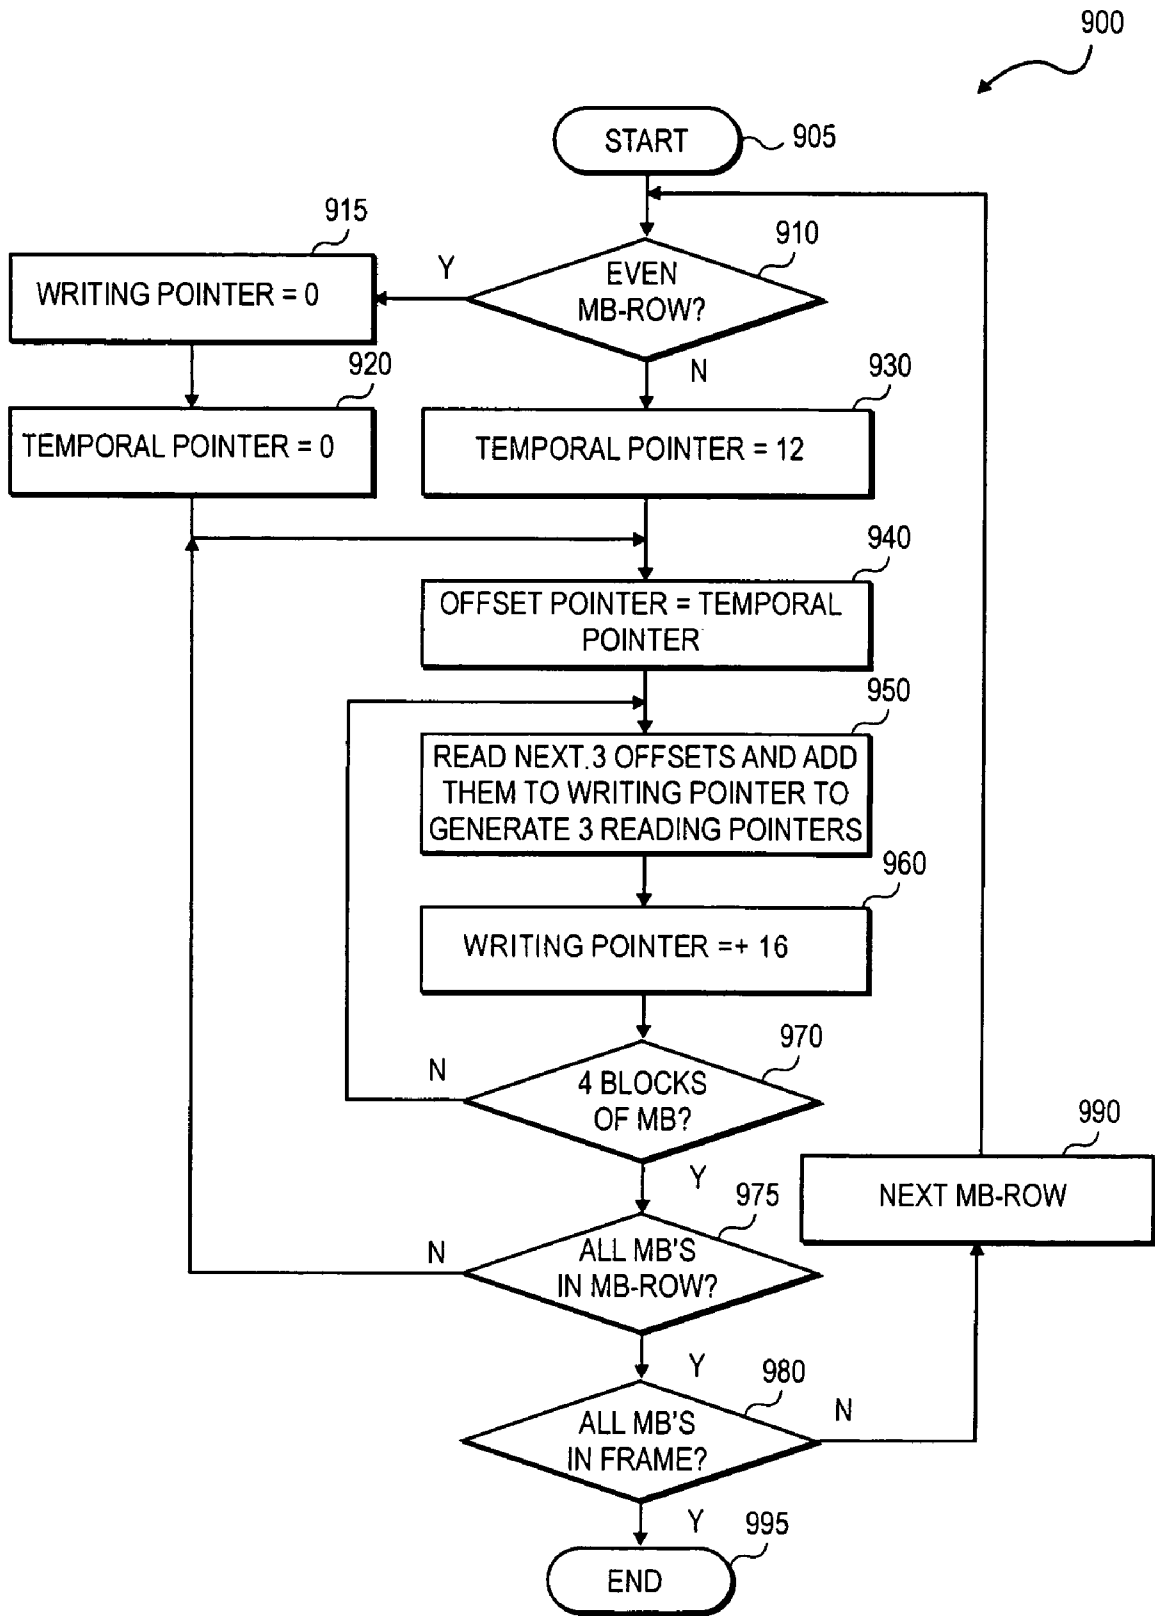 900
START
905
915
910
Y
EVEN
MB-ROW?
WRITING POINTER = 0
N
920
930
TEMPORAL POINTER = 0
TEMPORAL POINTER = 12
940
OFFSET POINTER = TEMPORAL
POINTER
950
READ NEXT 3 OFFSETS AND ADD
THEM TO WRITING POINTER TO
GENERATE 3 READING POINTERS
960
WRITING POINTER =+ 16
970
N
4 BLOCKS
OF MB?
990
Y
NEXT MB-ROW
975
N
ALL MB'S
IN MB-ROW?
Y
980
N
ALL MB'S
IN FRAME?
Y
995
END